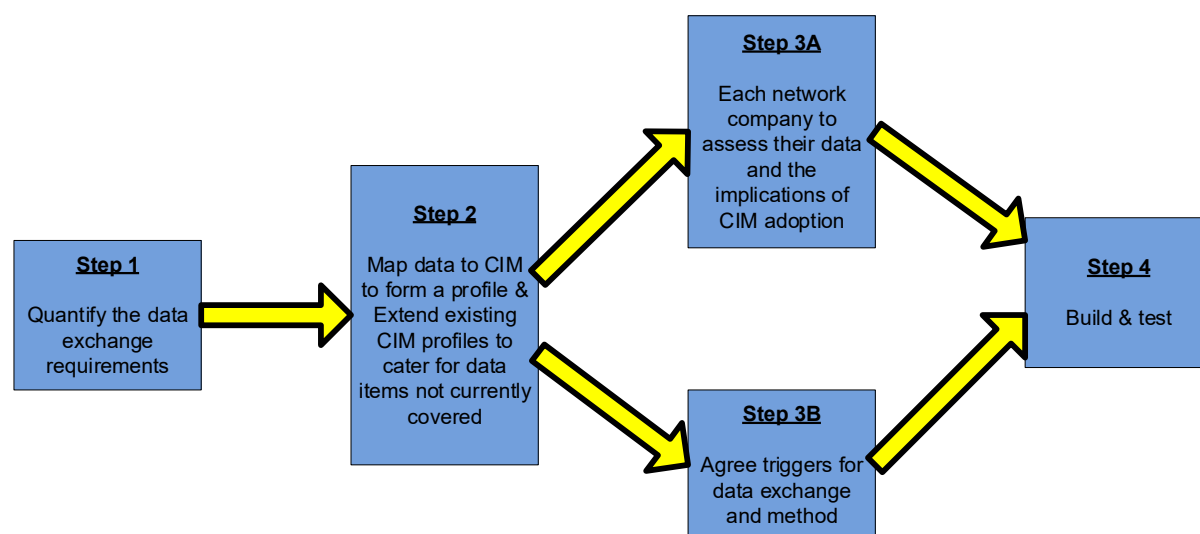 Step 1
Quantify the data
exchange
requirements
Step 2
Map data to CIM
to form a profile &
Extend existing
CIM profiles to
cater for data
items not currently
covered
Step 3A
Each network
company to
assess their data
and the
implications of
CIM adoption
Step 3B
Agree triggers for
data exchange
and method
Step 4
Build & test